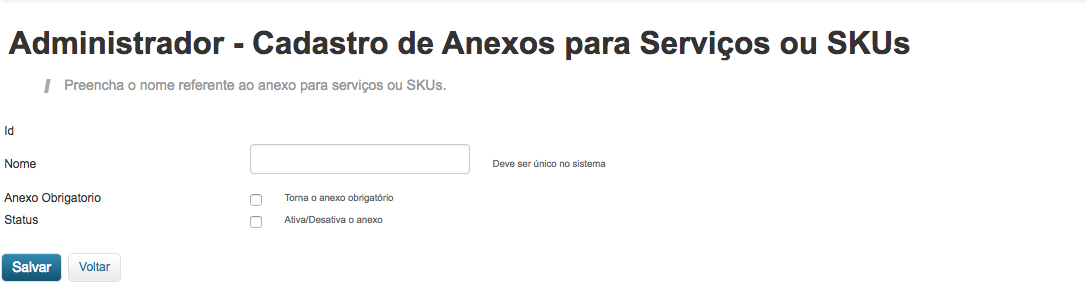 Administrador - Cadastro de Anexos para Serviços ou SKUs
Preencha o nome referente ao anexo para serviços ou SKUs.
Id
Nome Deve ser único no sistema
Anexo Obrigatorio Torna o anexo obrigatório
Status Ativa/Desativa o anexo
Salvar Voltar